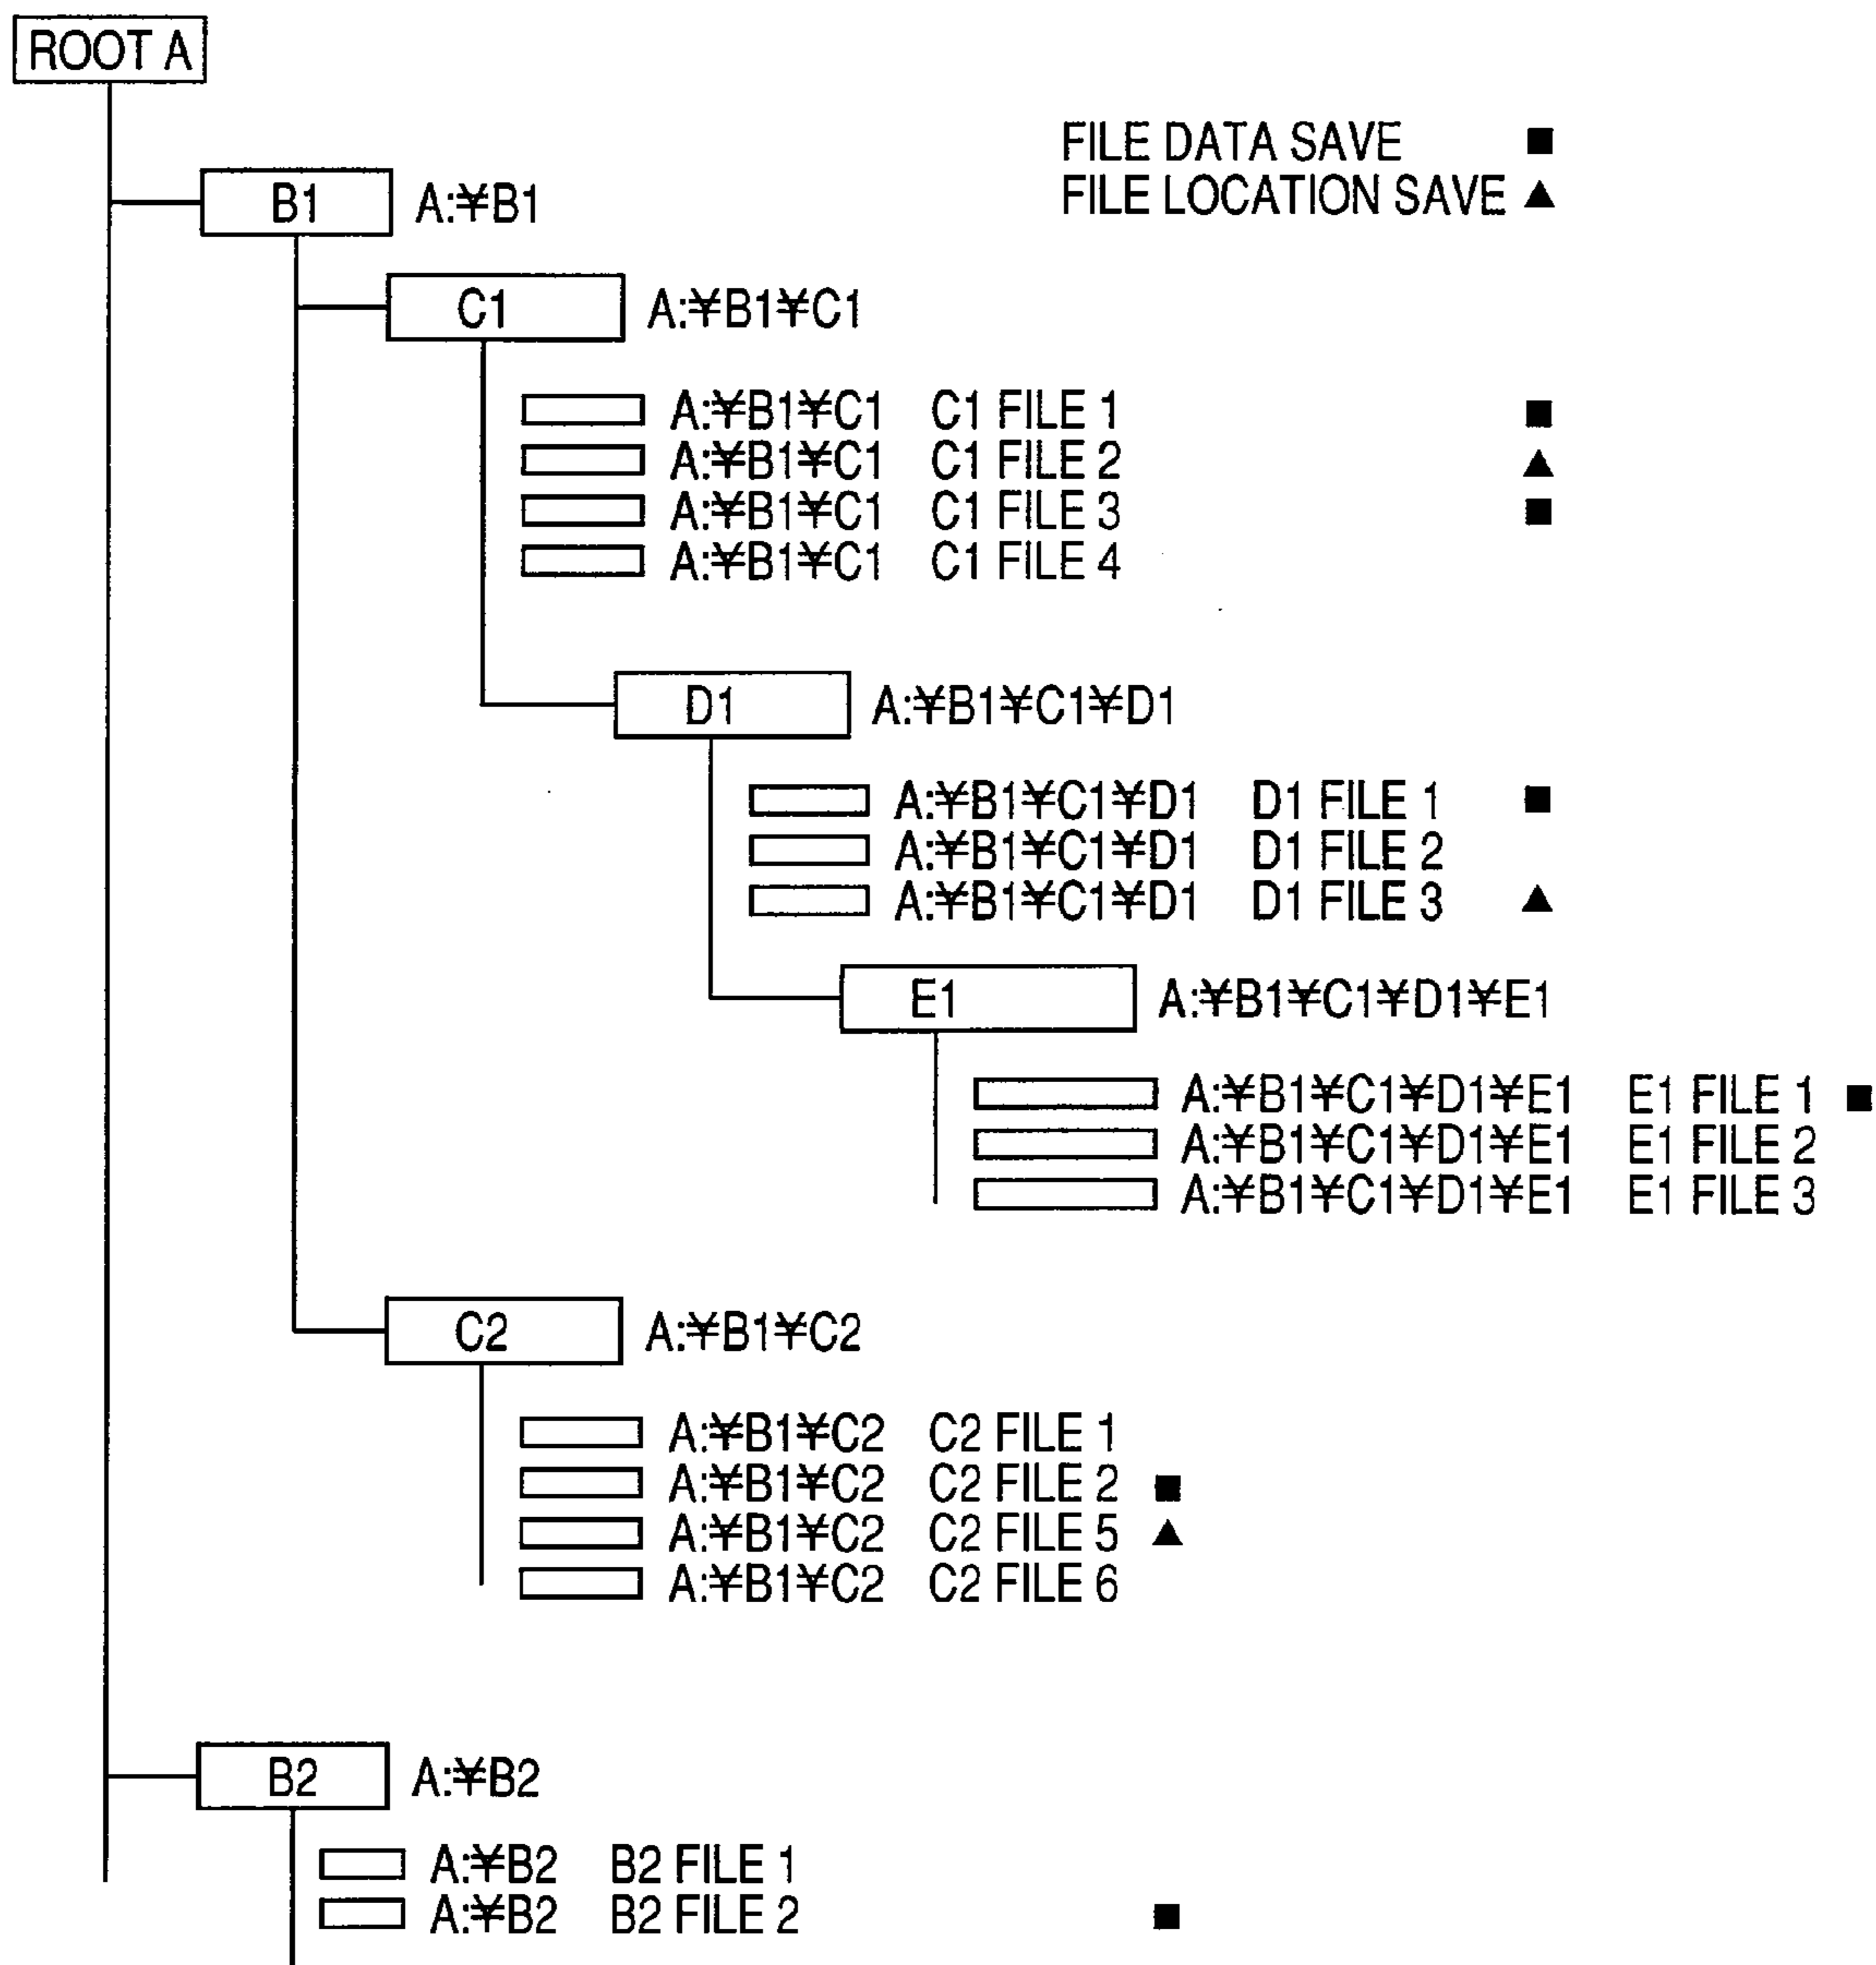 ROOT A
FILE DATA SAVE ■
FILE LOCATION SAVE ▲
B1 A:¥B1
C1 A:¥B1¥C1
A:¥B1¥C1 C1 FILE 1 ■
A:¥B1¥C1 C1 FILE 2 ▲
A:¥B1¥C1 C1 FILE 3 ■
A:¥B1¥C1 C1 FILE 4
D1 A:¥B1¥C1¥D1
A:¥B1¥C1¥D1 D1 FILE 1 ■
A:¥B1¥C1¥D1 D1 FILE 2
A:¥B1¥C1¥D1 D1 FILE 3 ▲
E1 A:¥B1¥C1¥D1¥E1
A:¥B1¥C1¥D1¥E1 E1 FILE 1 ■
A:¥B1¥C1¥D1¥E1 E1 FILE 2
A:¥B1¥C1¥D1¥E1 E1 FILE 3
C2 A:¥B1¥C2
A:¥B1¥C2 C2 FILE 1
A:¥B1¥C2 C2 FILE 2 ■
A:¥B1¥C2 C2 FILE 5 ▲
A:¥B1¥C2 C2 FILE 6
B2 A:¥B2
A:¥B2 B2 FILE 1
A:¥B2 B2 FILE 2 ■